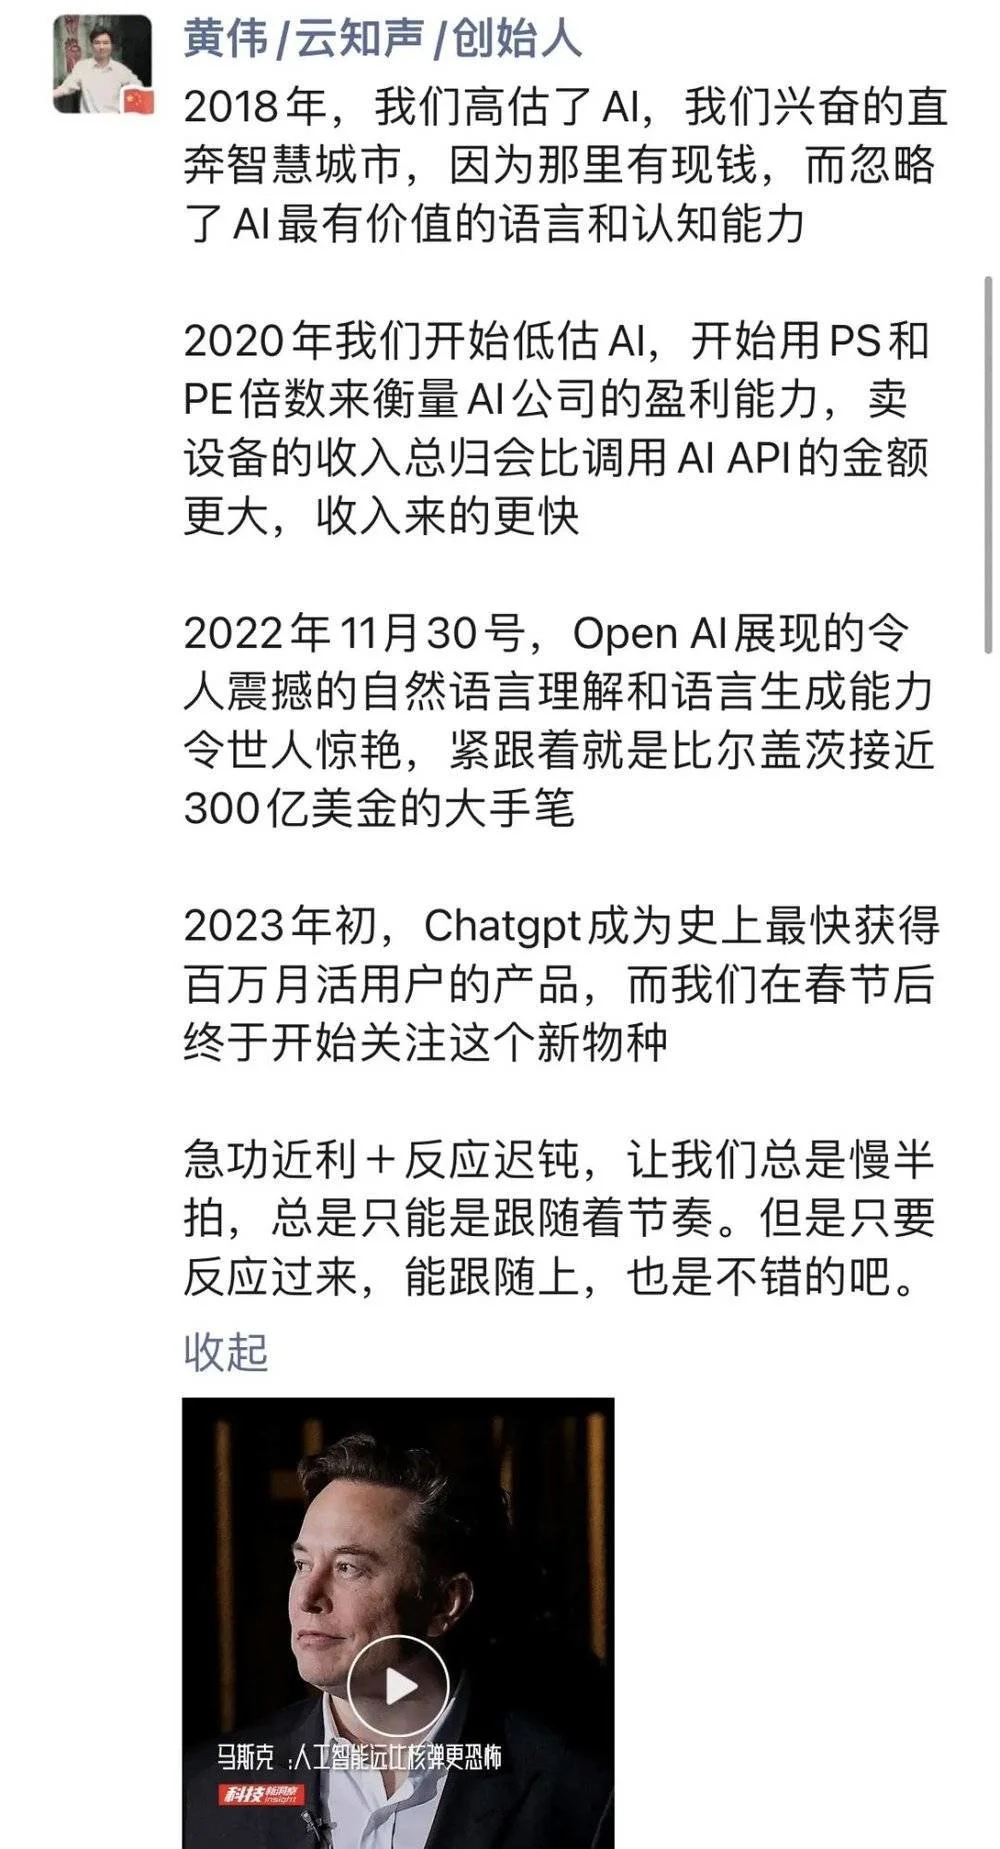 黄伟/云知声/创始人
2018年，我们高估了AI，我们兴奋的直
奔智慧城市，因为那里有现钱，而忽略
了AI最有价值的语言和认知能力
2020年我们开始低估AI，开始用PS和
PE倍数来衡量AI公司的盈利能力，卖
设备的收入总归会比调用AI API的金额
更大，收入来的更快
2022年11月30号，Open AI展现的令
人震撼的自然语言理解和语言生成能力
令世人惊艳，紧跟着就是比尔盖茨接近
300亿美金的大手笔
2023年初，Chatgpt成为史上最快获得
百万月活用户的产品，而我们在春节后
终于开始关注这个新物种
急功近利＋反应迟钝，让我们总是慢半
拍，总是只能是跟随着节奏。但是只要
反应过来，能跟随上，也是不错的吧。
收起
马斯克：人工智能远比核弹更恐怖
科技新洞察
insight